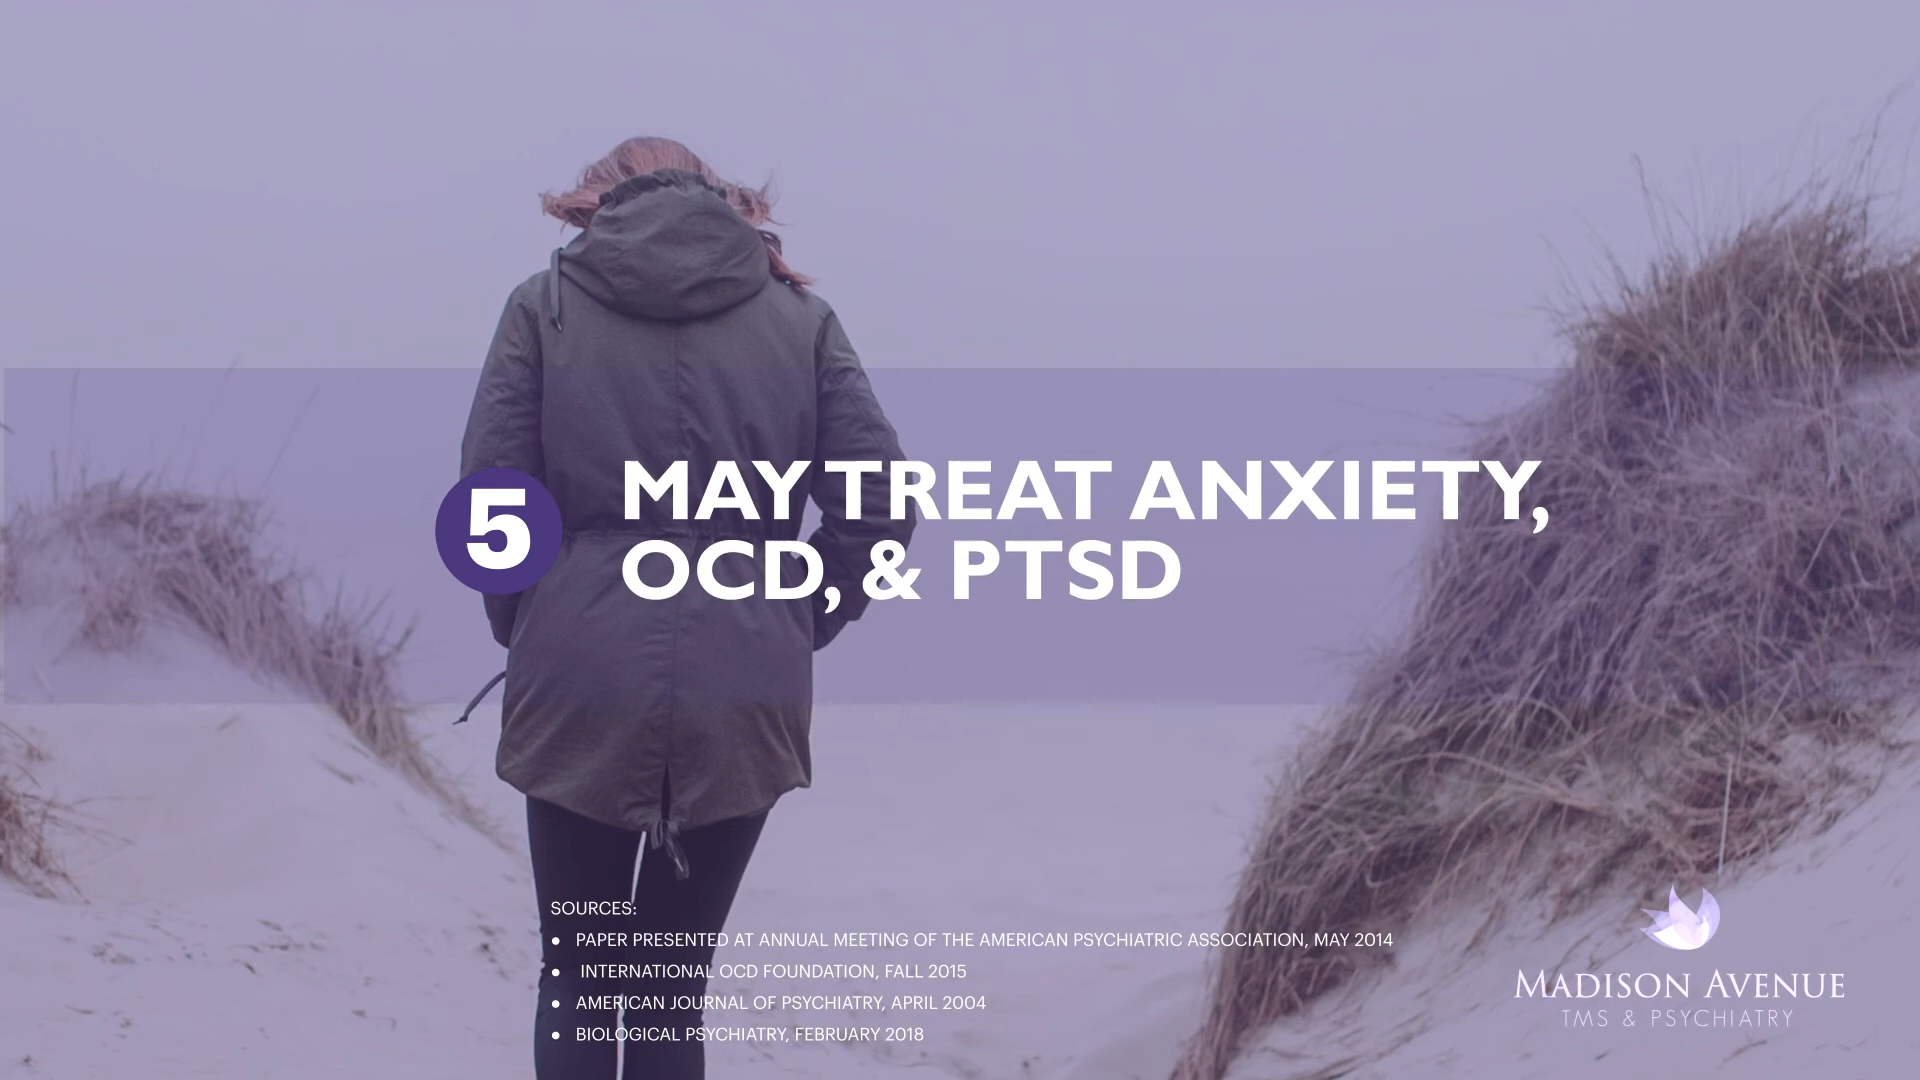 5
MAY TREAT ANXIETY,
OCD, & PTSD
SOURCES:
● PAPER PRESENTED AT ANNUAL MEETING OF THE AMERICAN PSYCHIATRIC ASSOCIATION, MAY 2014
● INTERNATIONAL OCD FOUNDATION, FALL 2015
● AMERICAN JOURNAL OF PSYCHIATRY, APRIL 2004
● BIOLOGICAL PSYCHIATRY, FEBRUARY 2018
MADISON AVENUE
TMS & PSYCHIATRY